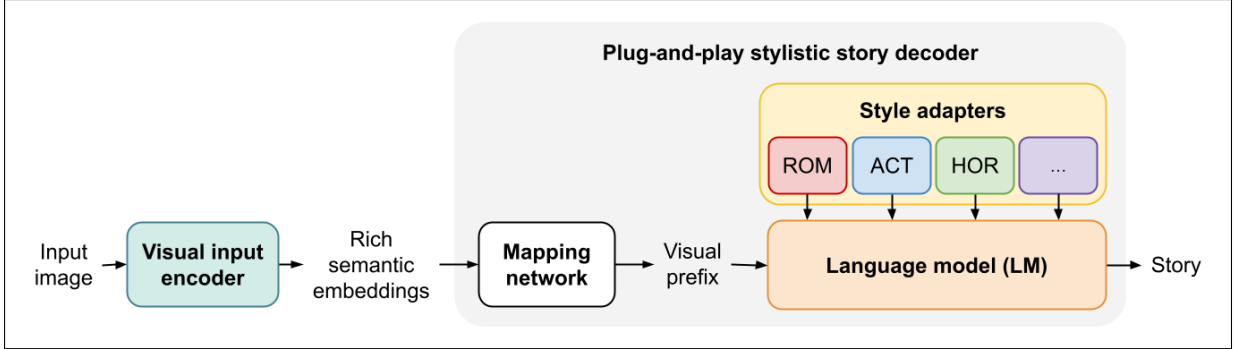 Plug-and-play stylistic story decoder
Style adapters
ROM ACT HOR ...
Input
image
Visual input
encoder
Rich
semantic
embeddings
Mapping
network
Visual
prefix
Language model (LM)
Story